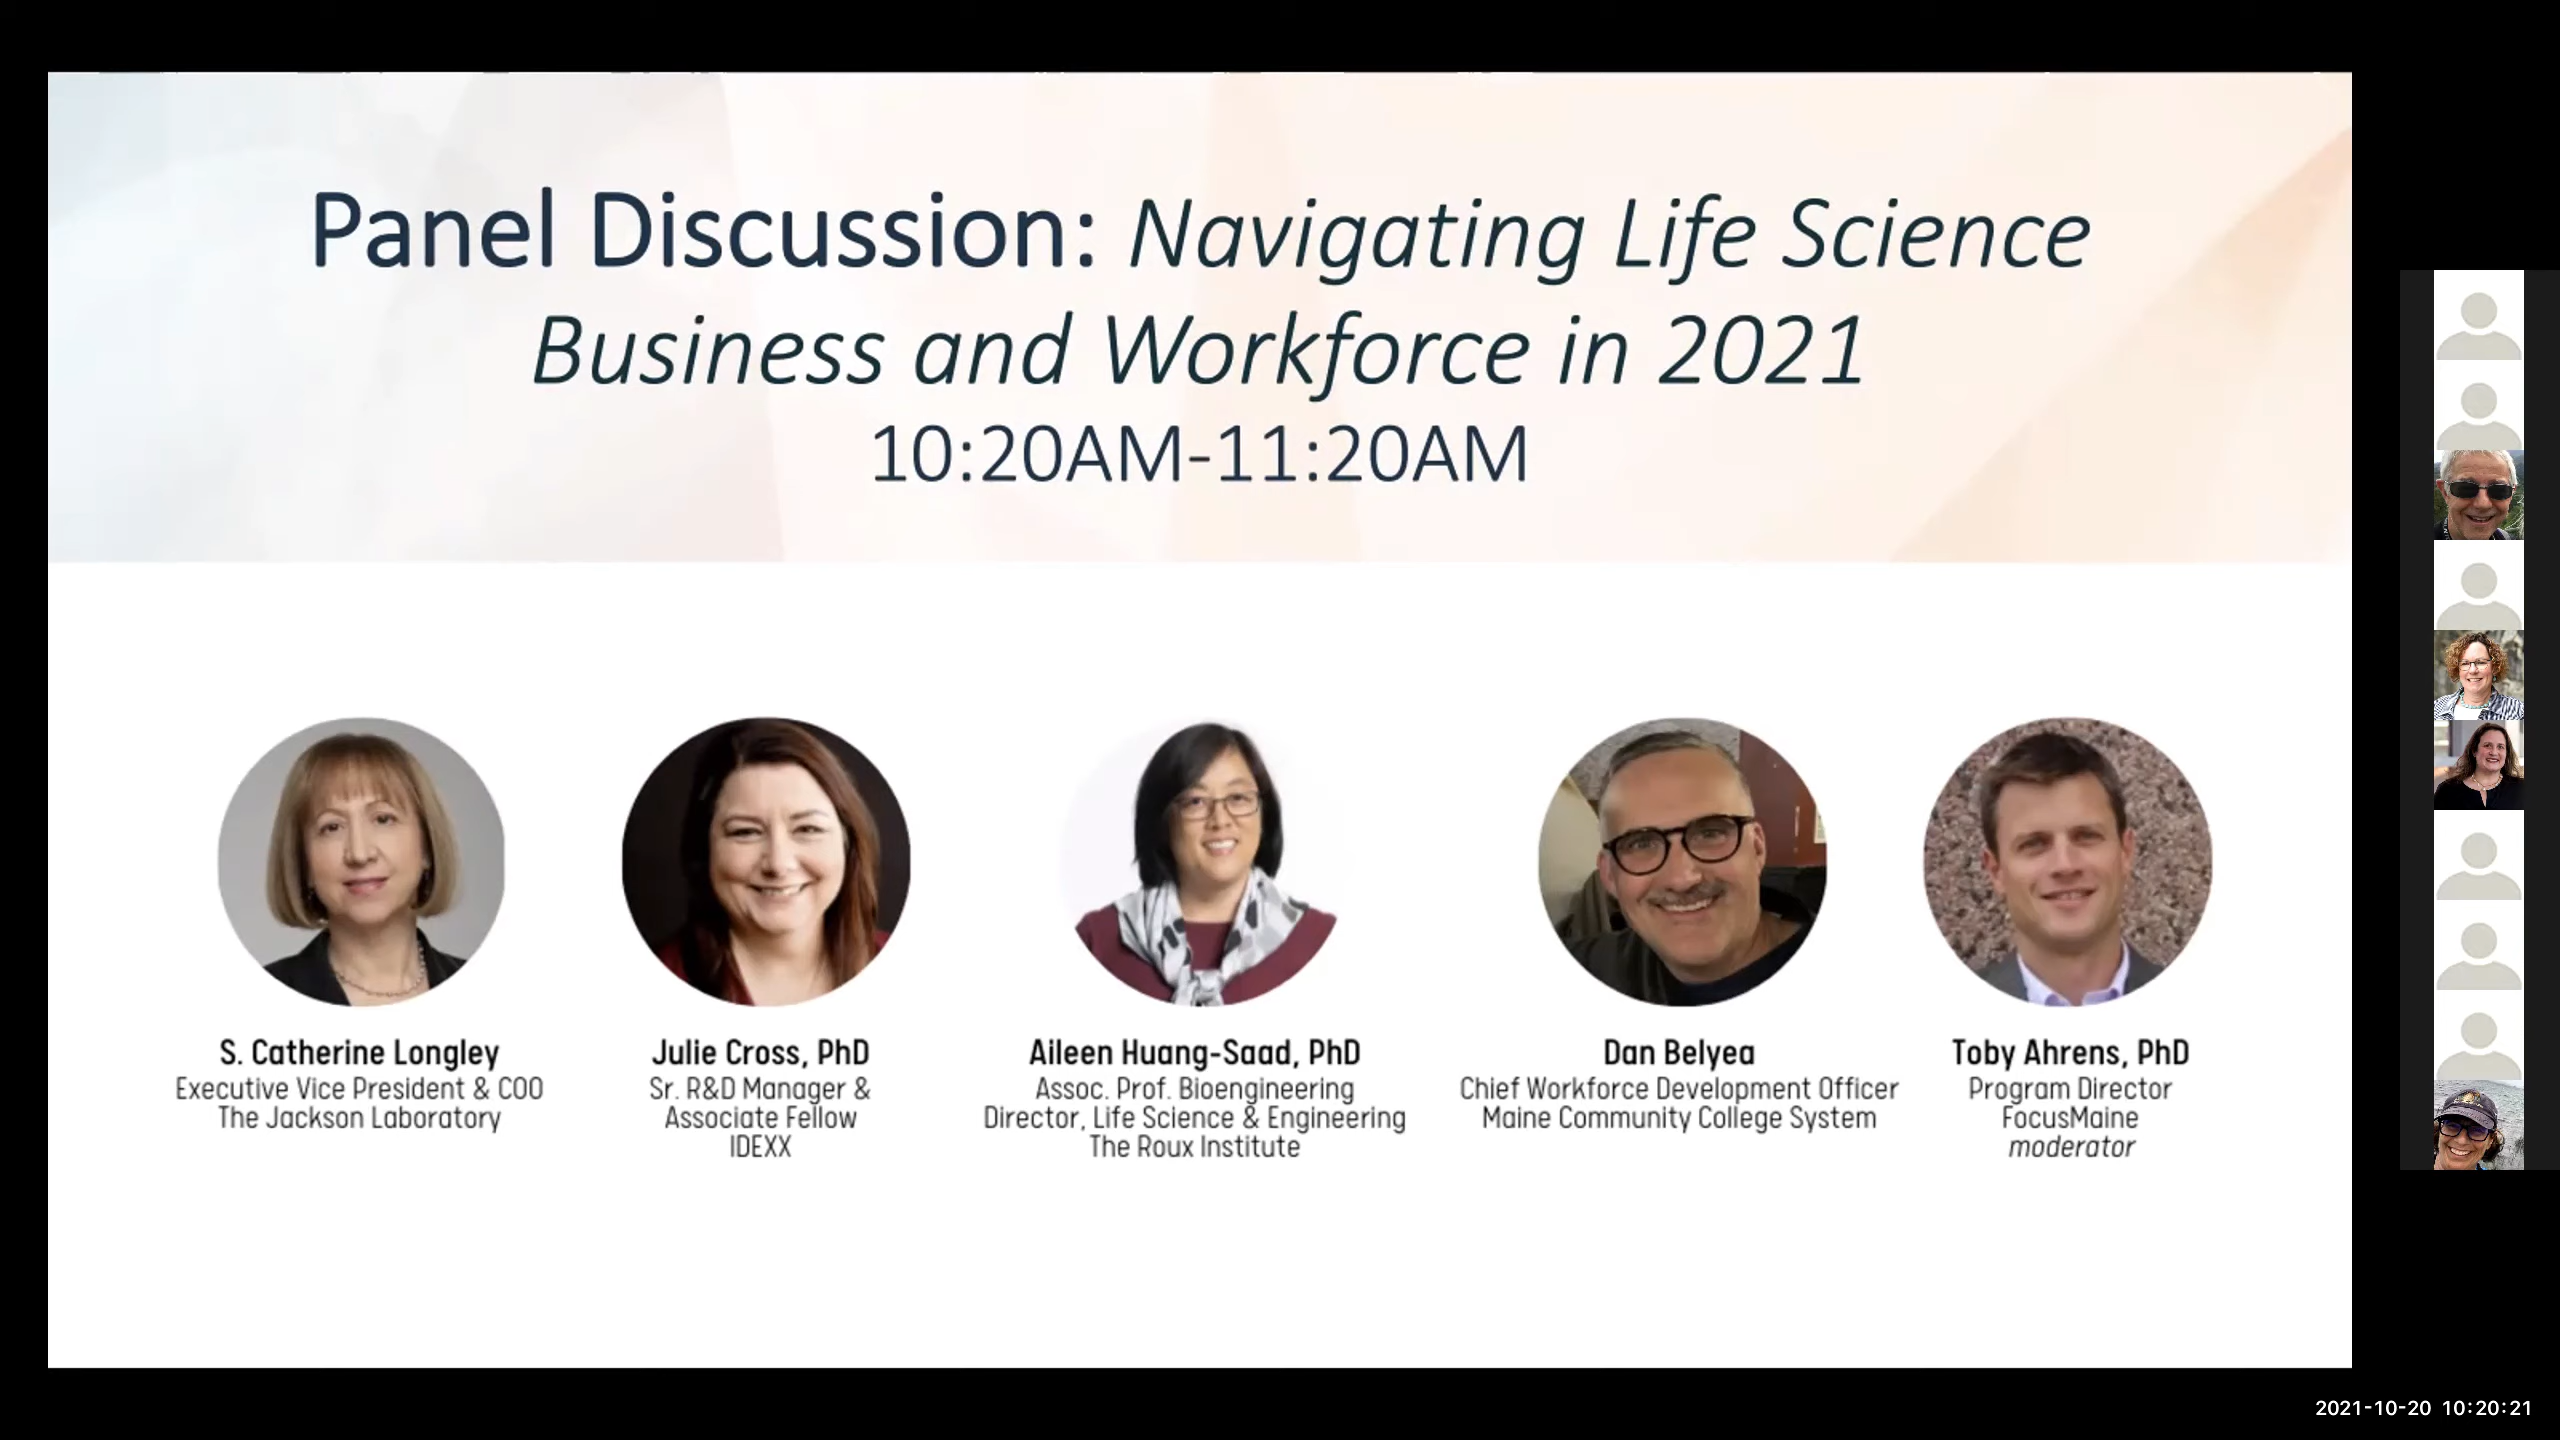 Panel Discussion: Navigating Life Science
Business and Workforce in 2021
10:20AM-11:20AM
S. Catherine Longley
Executive Vice President & COO
The Jackson Laboratory
Julie Cross, PhD
Sr. R&D Manager &
Associate Fellow
IDEXX
Aileen Huang-Saad, PhD
Assoc. Prof. Bioengineering
Director, Life Science & Engineering
The Roux Institute
Dan Belyea
Chief Workforce Development Officer
Maine Community College System
Toby Ahrens, PhD
Program Director
FocusMaine
moderator
2021-10-20 10:20:21